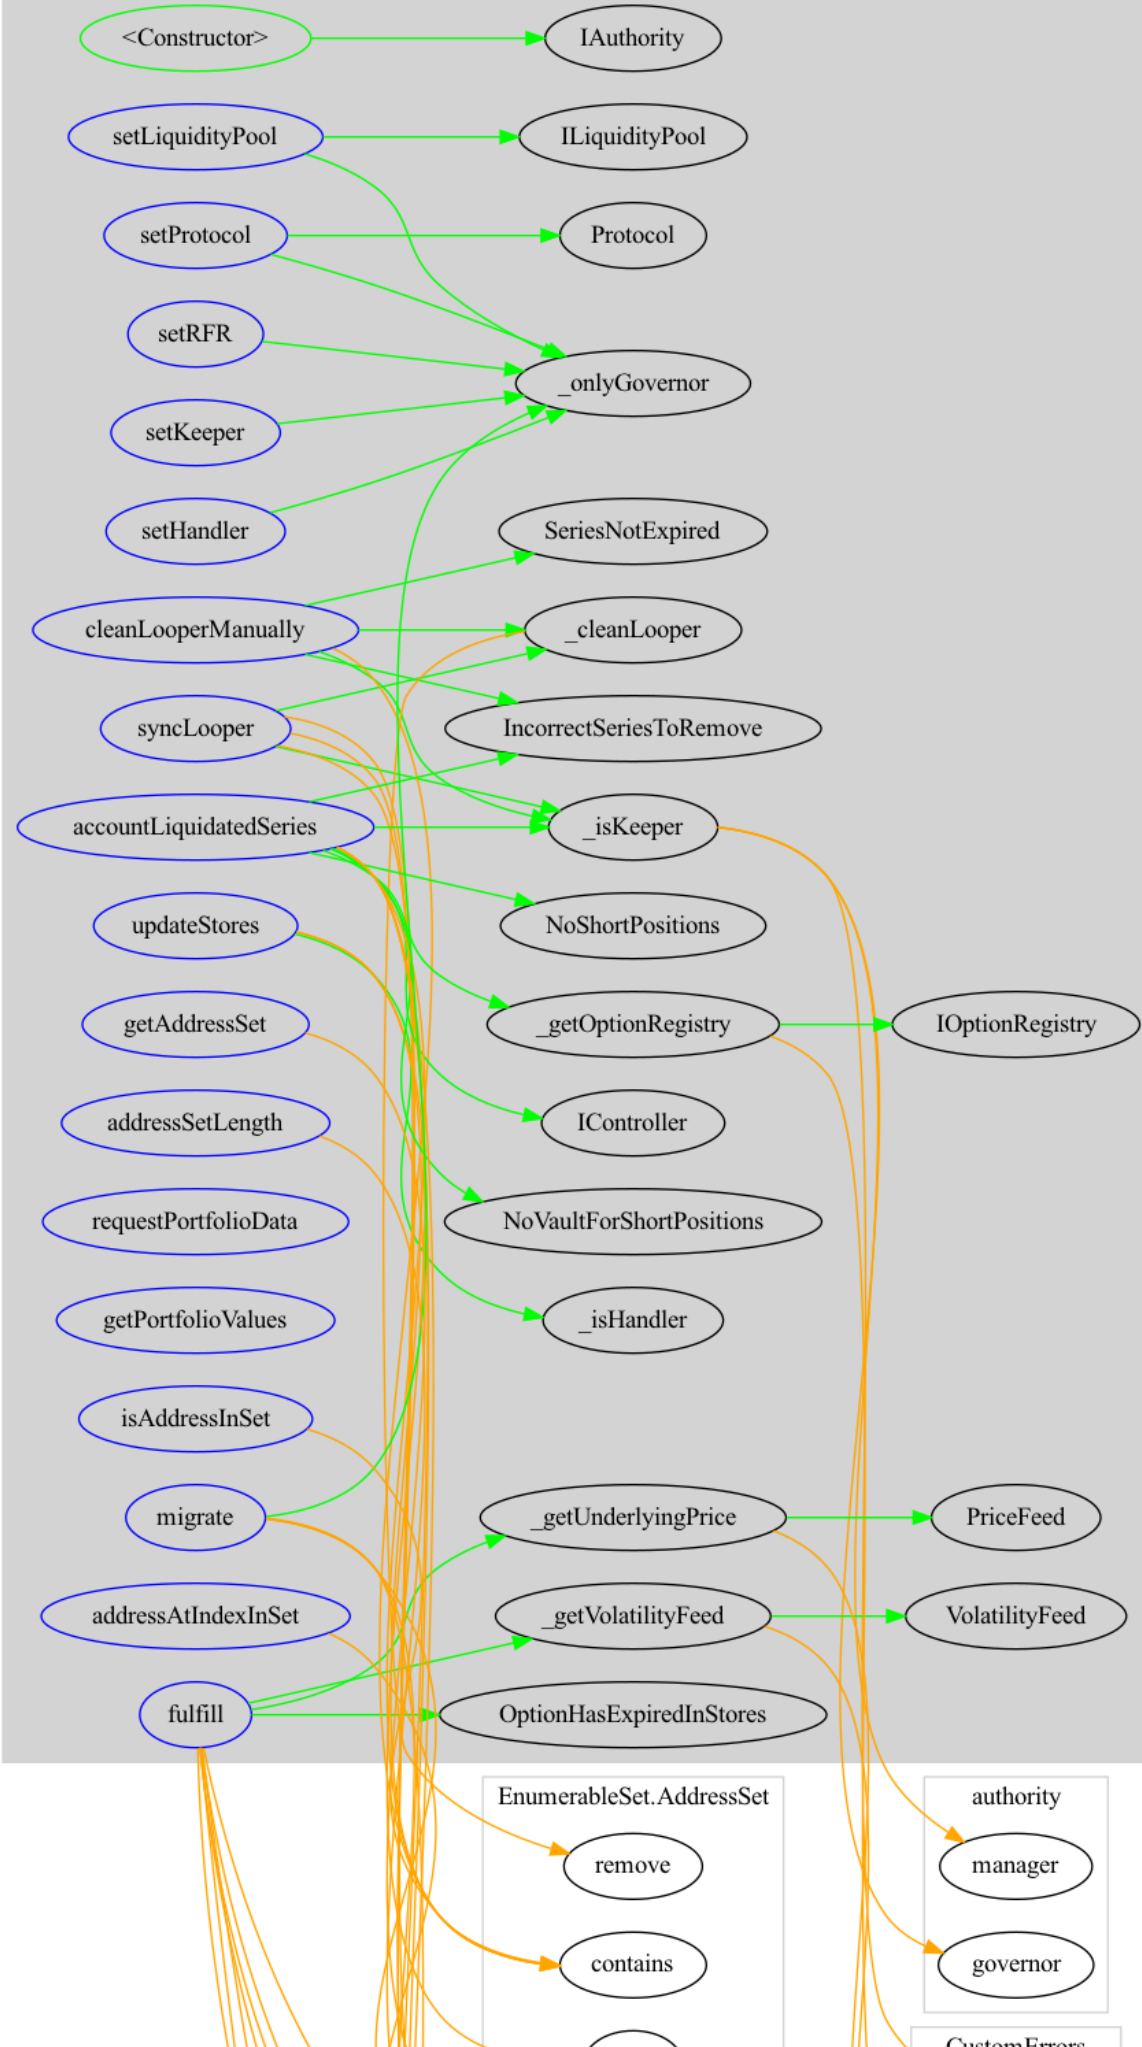 <Constructor>
IAuthority
setLiquidityPool
ILiquidityPool
setProtocol
Protocol
setRFR
_onlyGovernor
setKeeper
setHandler
SeriesNotExpired
cleanLooperManually
_cleanLooper
syncLooper
IncorrectSeriesToRemove
accountLiquidatedSeries
_isKeeper
updateStores
NoShortPositions
getAddressSet
_getOptionRegistry
IOptionRegistry
addressSetLength
IController
requestPortfolioData
NoVaultForShortPositions
getPortfolioValues
_isHandler
isAddressInSet
migrate
_getUnderlyingPrice
PriceFeed
addressAtIndexInSet
_getVolatilityFeed
VolatilityFeed
fulfill
OptionHasExpiredInStores
EnumerableSet.AddressSet
authority
remove
manager
contains
governor
CustomErrors